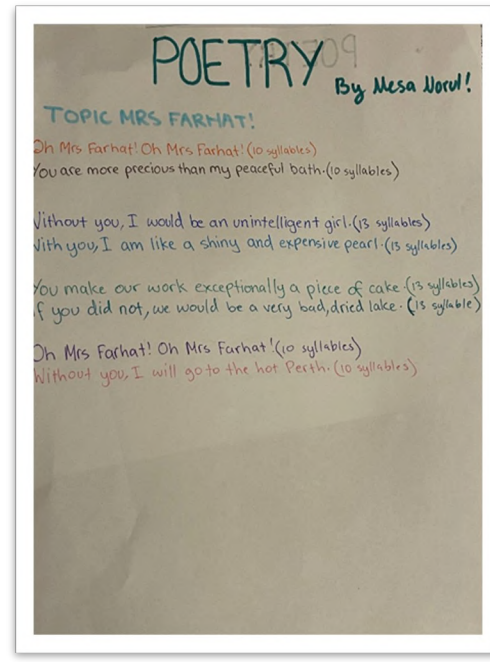 POETRY
By Mesa Norul!
TOPIC MRS FARHAT!
Oh Mrs Farhat! Oh Mrs Farhat! (10 syllables)
You are more precious than my peaceful bath. (10 syllables)
Without you, I would be an unintelligent girl. (13 syllables)
With you, I am like a shiny and expensive pearl. (13 syllables)
You make our work exceptionally a piece of cake. (13 syllables)
If you did not, we would be a very bad, dried lake. (13 syllable)
Oh Mrs Farhat! Oh Mrs Farhat! (10 syllables)
Without you, I will go to the hot Perth. (10 syllables)